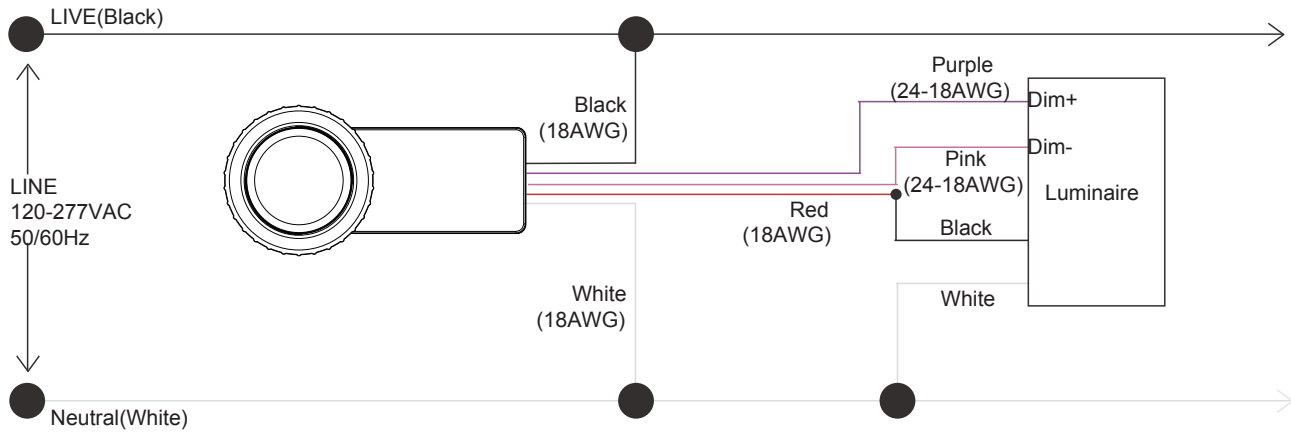 LIVE(Black)
LINE
120-277VAC
50/60Hz
Black
(18AWG)
Purple
(24-18AWG)
Dim+
Dim-
Pink
(24-18AWG)
Luminaire
Red
(18AWG)
Black
White
White
(18AWG)
Neutral(White)